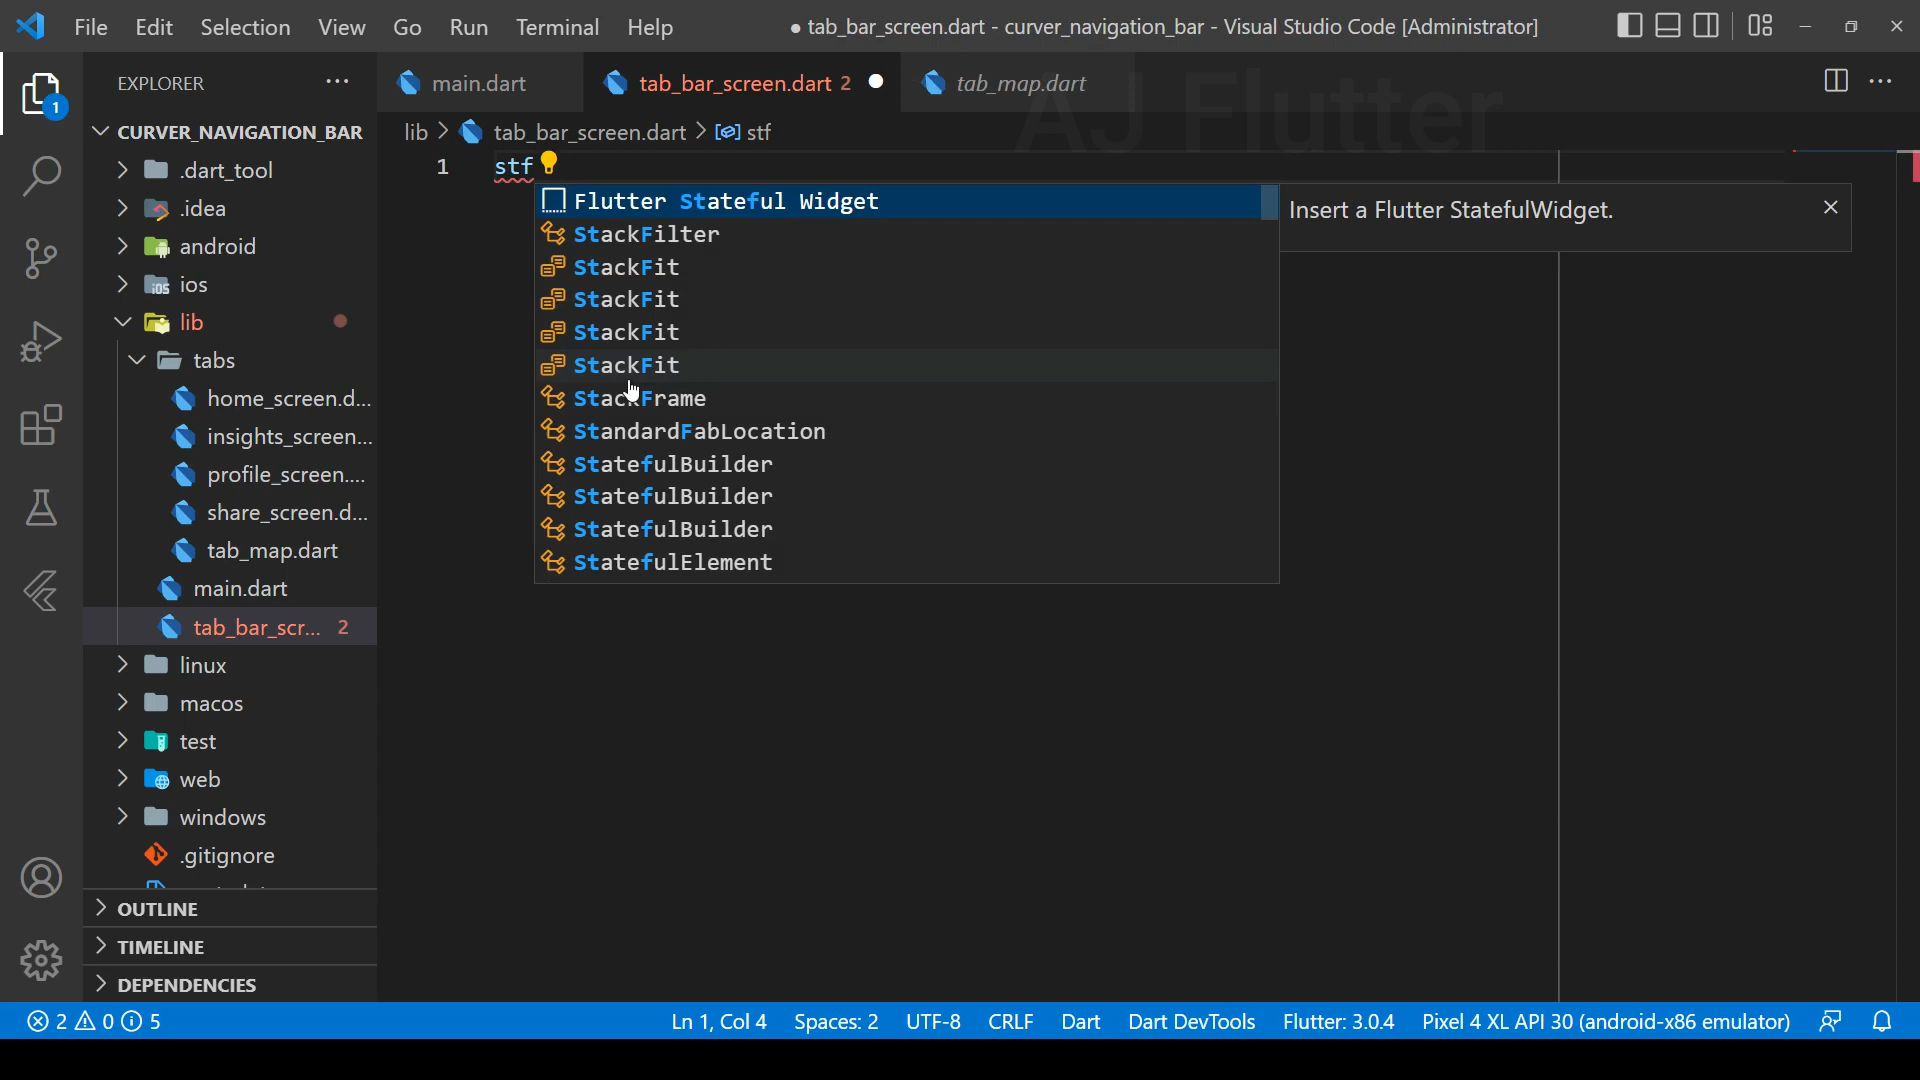 File Edit Selection View Go Run Terminal Help
● tab_bar_screen.dart - curver_navigation_bar - Visual Studio Code [Administrator]
EXPLORER
main.dart
tab_bar_screen.dart 2
tab_map.dart
AJ Flutter
CURVER_NAVIGATION_BAR
lib > tab_bar_screen.dart > stf
1 stf
.dart_tool
.idea
android
ios
lib
tabs
home_screen.d...
insights_screen...
profile_screen....
share_screen.d...
tab_map.dart
main.dart
tab_bar_scr... 2
linux
macos
test
web
windows
.gitignore
OUTLINE
TIMELINE
DEPENDENCIES
Flutter Stateful Widget
StackFilter
StackFit
StackFit
StackFit
StackFit
StackFrame
StandardFabLocation
StatefulBuilder
StatefulBuilder
StatefulBuilder
StatefulElement
Insert a Flutter StatefulWidget.
1
2 0 5
Ln 1, Col 4 Spaces: 2 UTF-8 CRLF Dart Dart DevTools Flutter: 3.0.4 Pixel 4 XL API 30 (android-x86 emulator)